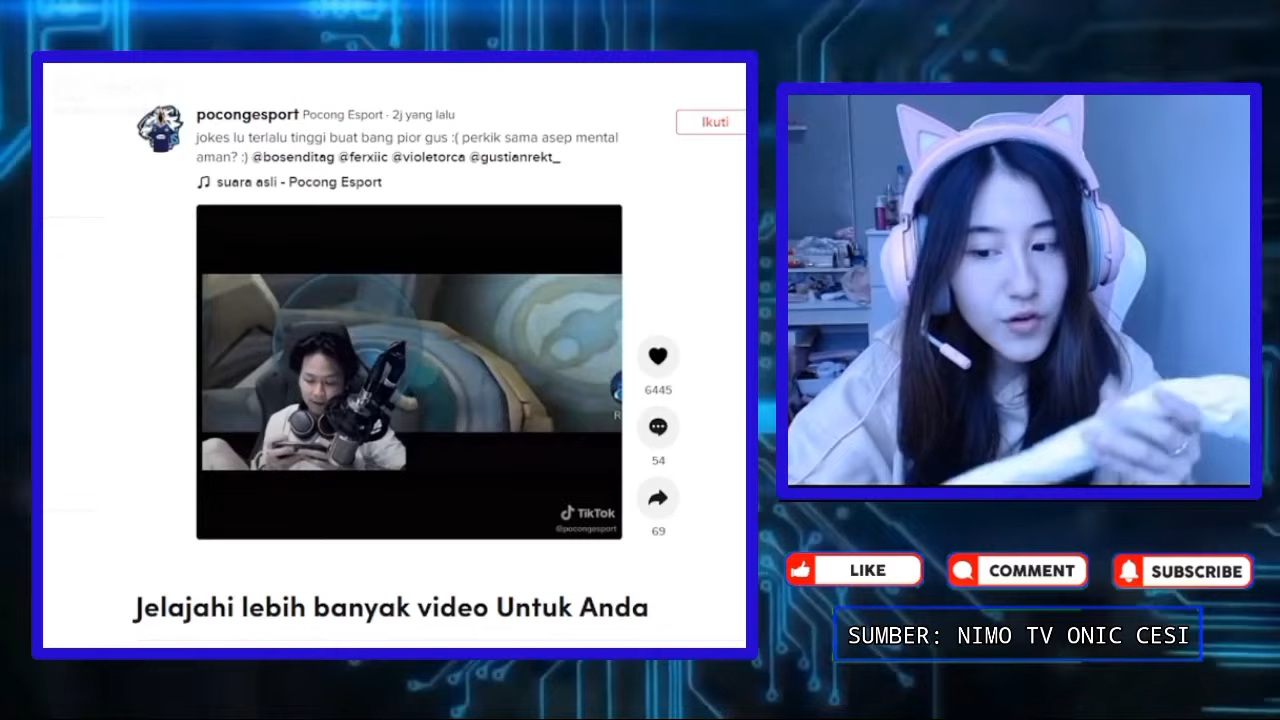 pocongesport Pocong Esport · 2j yang lalu
Ikuti
jokes lu terlalu tinggi buat bang pior gus :( perkik sama asep mental
aman? :) @bosenditag @ferxiic @violetorca @gustianrekt_
suara asli - Pocong Esport
R
6445
54
TikTok
@pocongesport
69
Jelajahi lebih banyak video Untuk Anda
LIKE
COMMENT
SUBSCRIBE
SUMBER: NIMO TV ONIC CESI